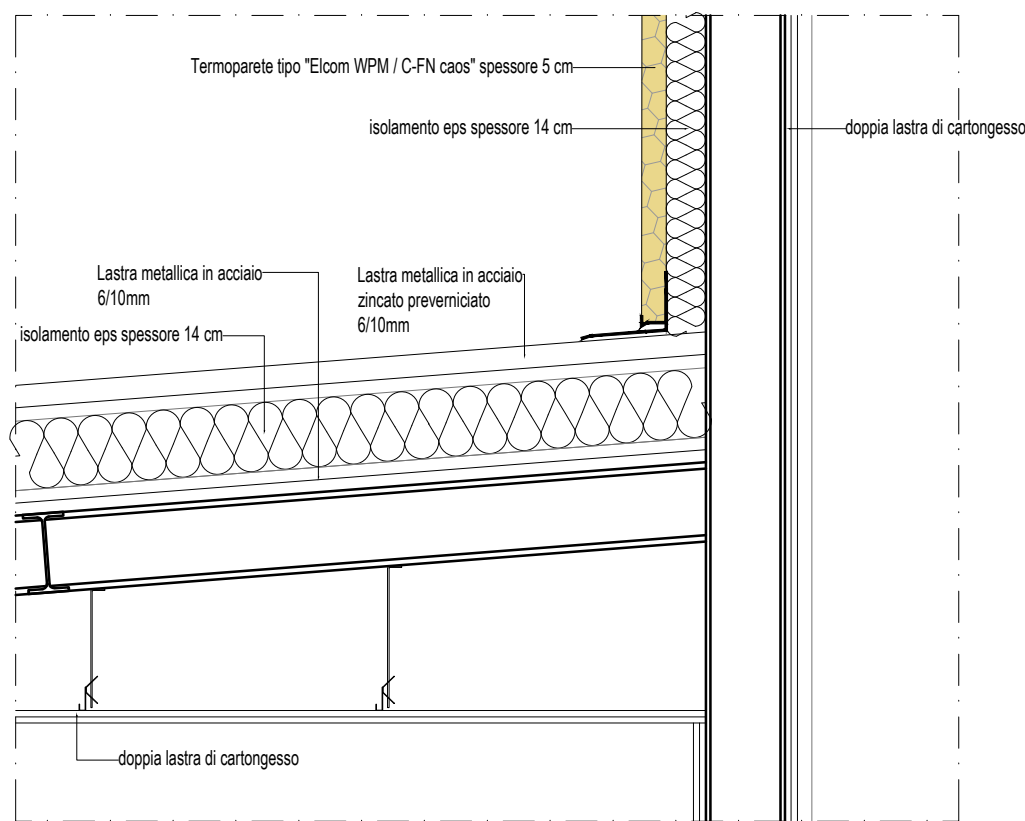 Termoparete tipo "Elcom WPM / C-FN caos" spessore 5 cm
isolamento eps spessore 14 cm
doppia lastra di cartongesso
Lastra metallica in acciaio
6/10mm
Lastra metallica in acciaio
zincato preverniciato
6/10mm
isolamento eps spessore 14 cm
doppia lastra di cartongesso